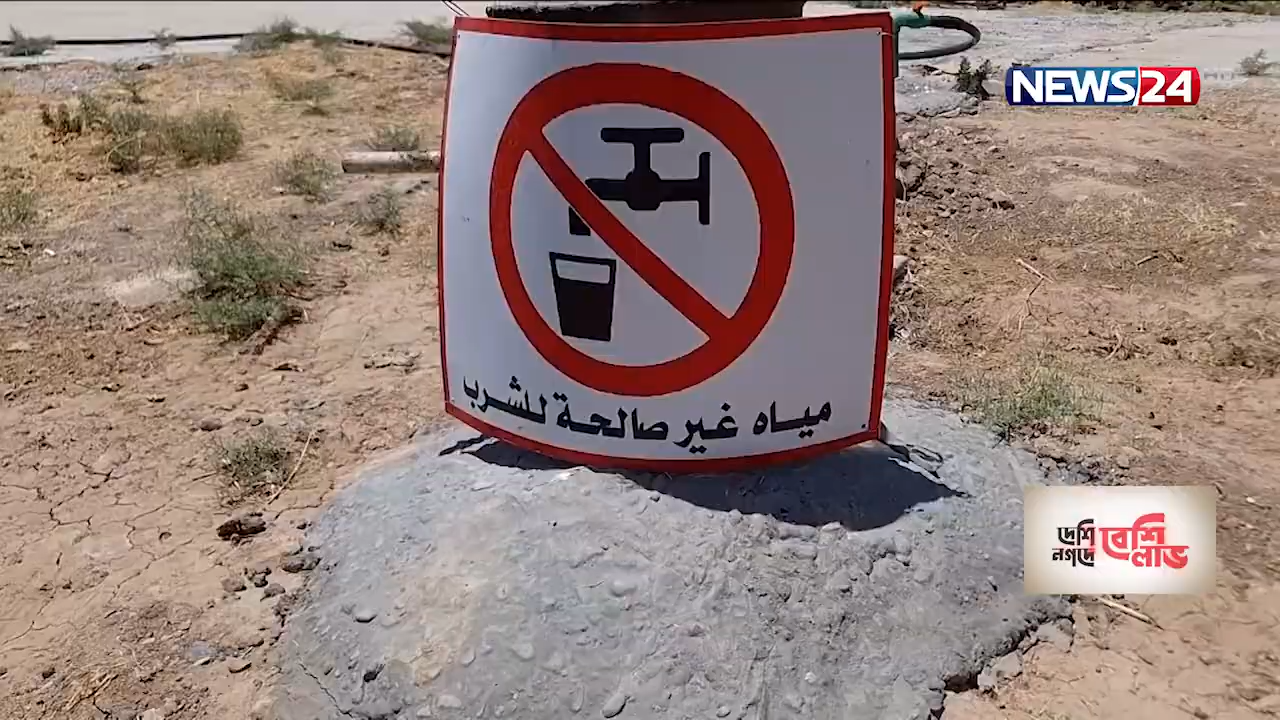 NEWS24
مياه غير صالحة للشرب
দেশি বেশি
নগদে লাভ